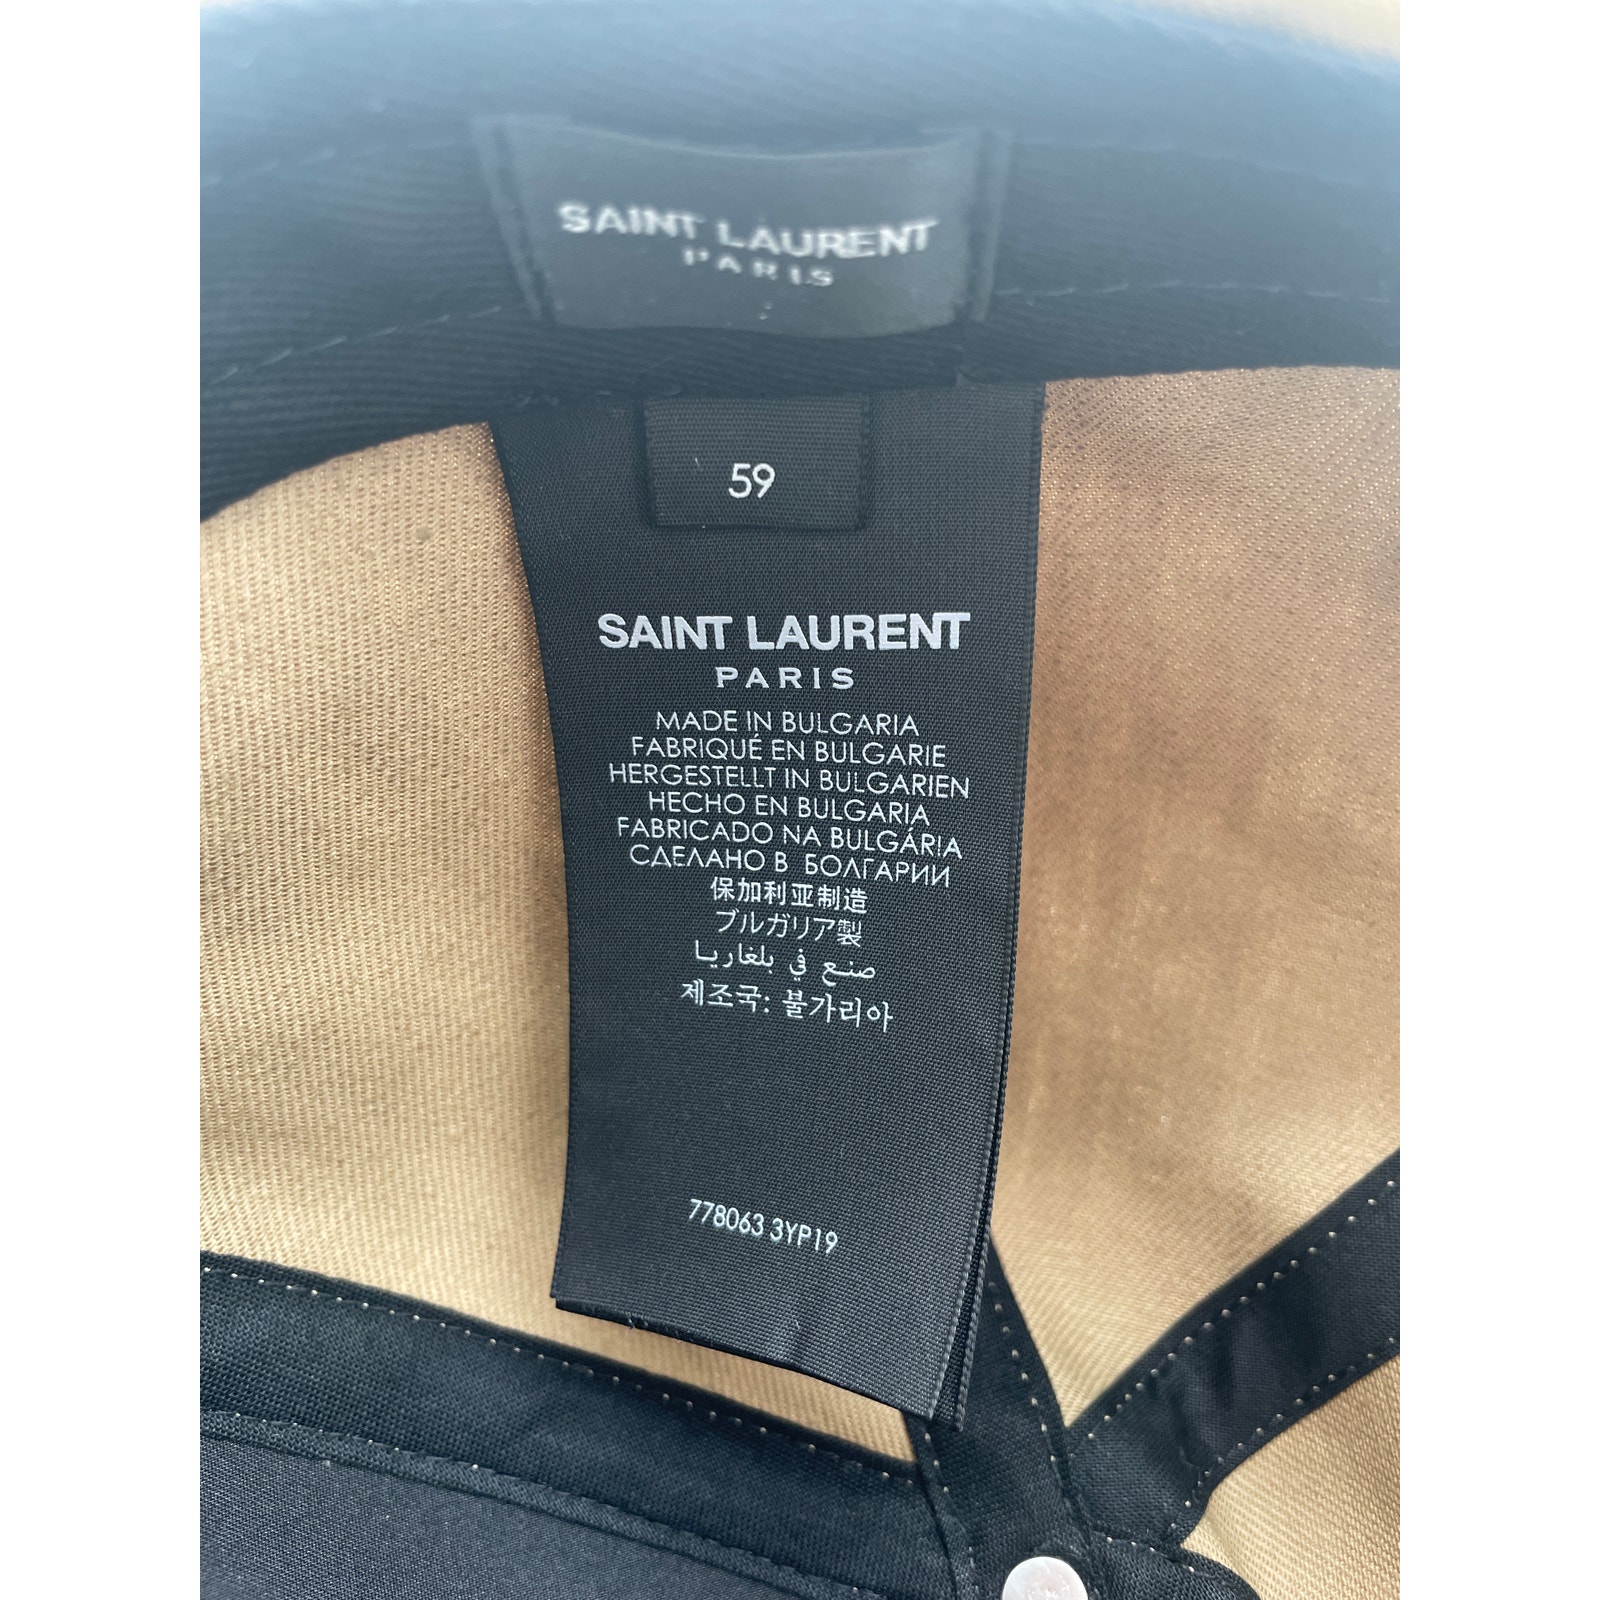 SAINT LAURENT
PARIS
59
SAINT LAURENT
PARIS
MADE IN BULGARIA
FABRIQUÉ EN BULGARIE
HERGESTELLT IN BULGARIEN
HECHO EN BULGARIA
FABRICADO NA BULGÁRIA
СДЕЛАНО В БОЛГАРИИ
保加利亚制造
ブルガリア製
صنع في بلغاريا
제조국: 불가리아
778063 3YP19